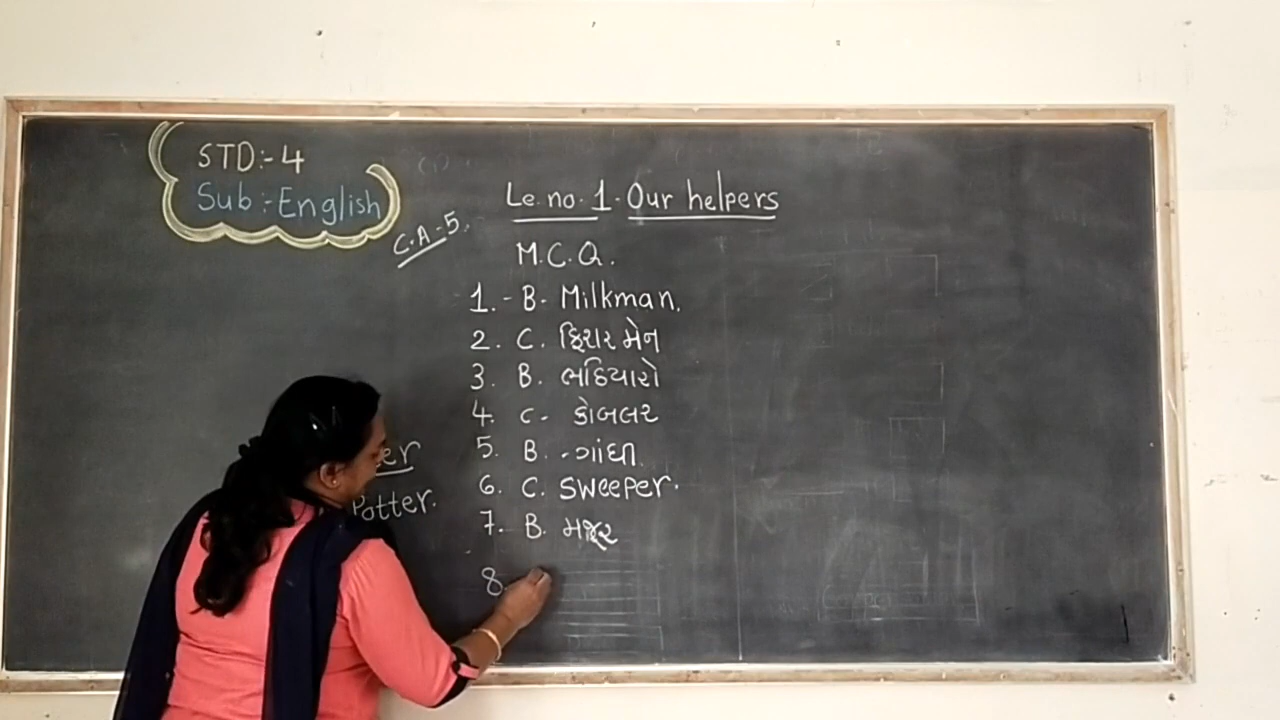 STD:- 4
Sub:-English
C.A-5.
Le. no. 1. Our helpers
M.C.Q.
1. - B- Milkman.
2. C. ફિાયર મેન
3. B. ભઠિયારો
4. C - કોબલર
5. B. - ગાંધી.
6. C. Sweeper.
7. B. મજૂર
8.
Potter.